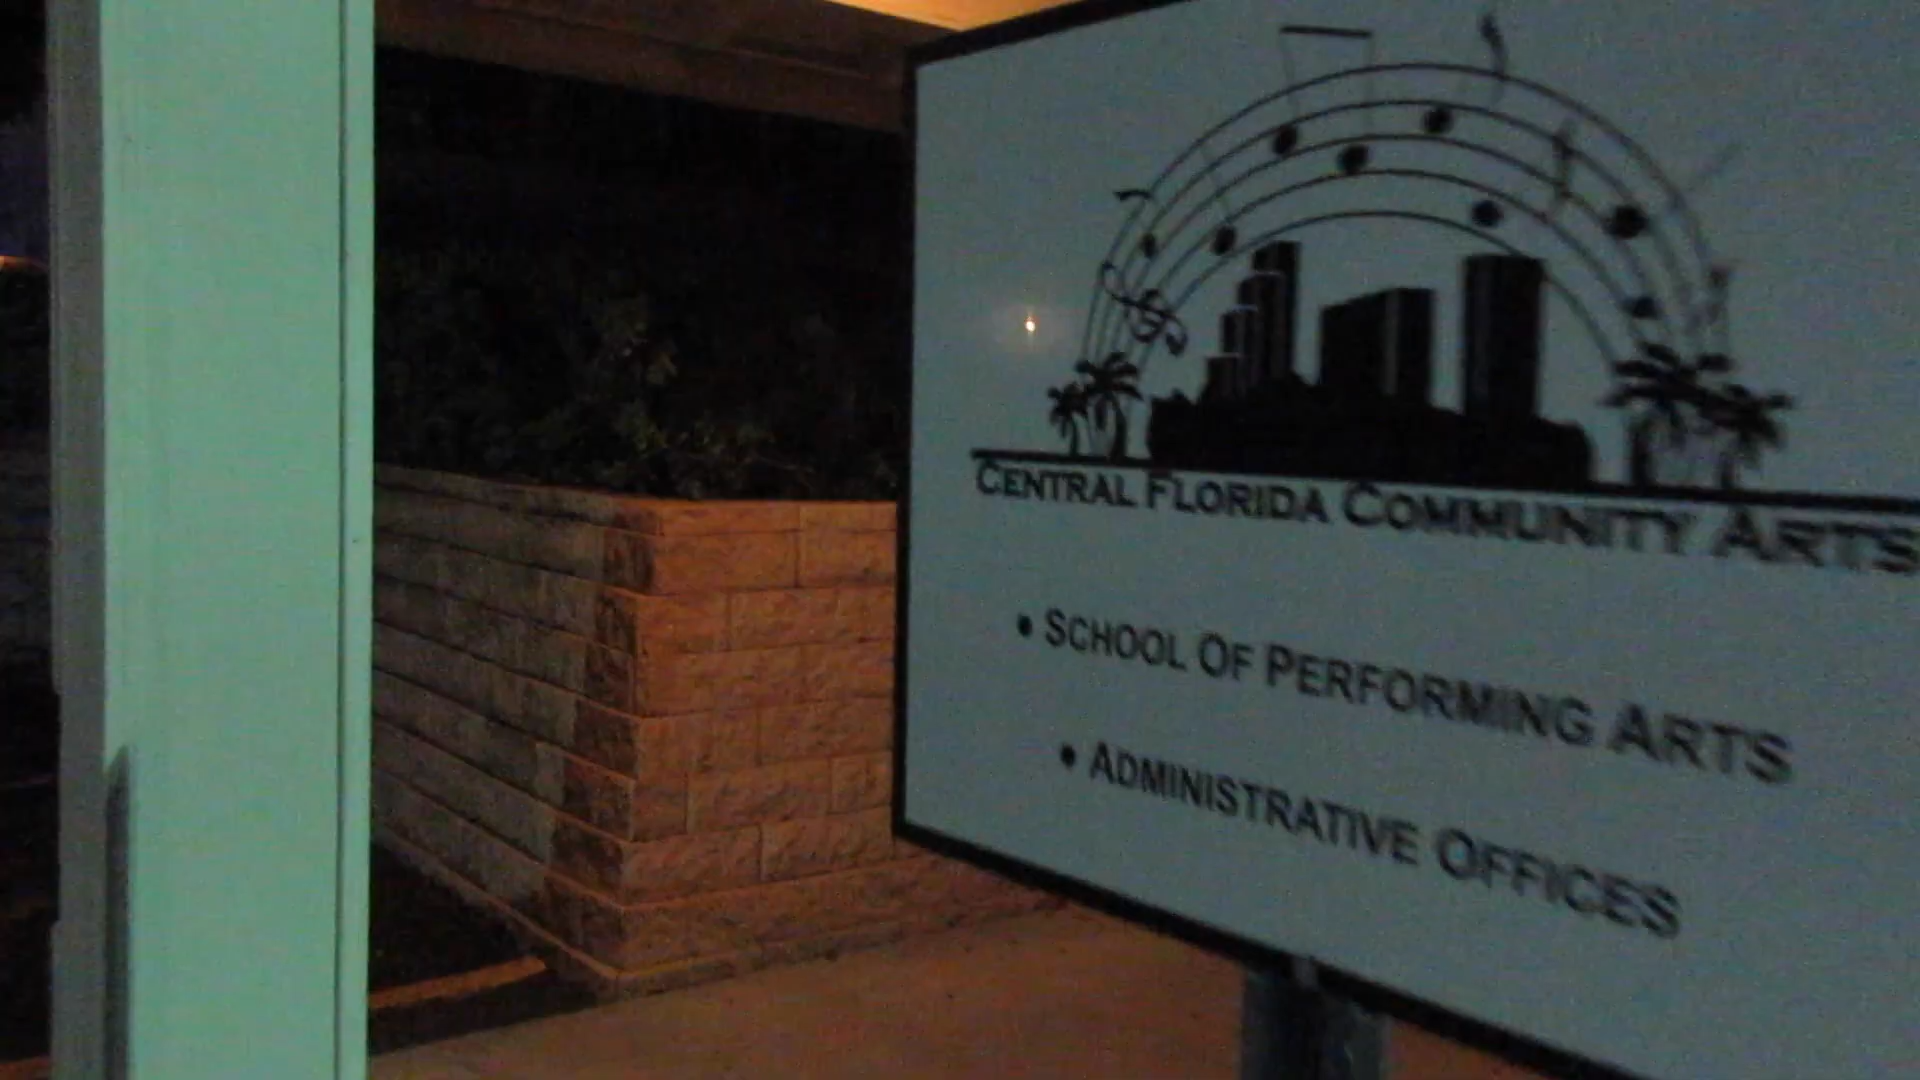 CENTRAL FLORIDA COMMUNITY ARTS
• SCHOOL OF PERFORMING ARTS
• ADMINISTRATIVE OFFICES